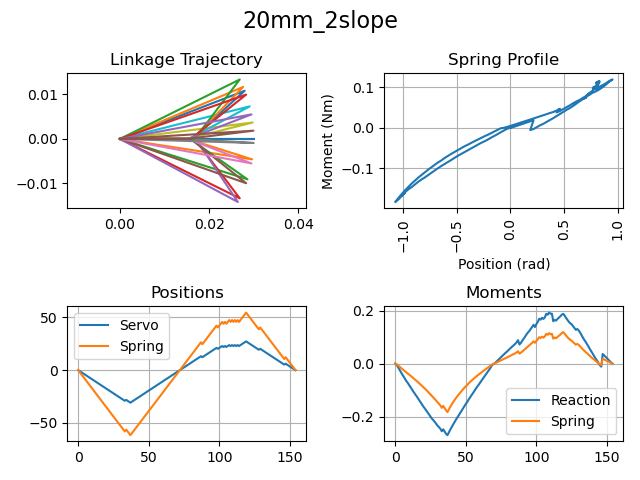 20mm_2slope
Linkage Trajectory
0.01
0.00
−0.01
0.00
0.02
0.04
Spring Profile
Moment (Nm)
0.1
0.0
−0.1
−1.0
−0.5
0.0
0.5
1.0
Position (rad)
Positions
50
0
−50
Servo
Spring
0
50
100
150
Moments
0.2
0.0
−0.2
Reaction
Spring
0
50
100
150